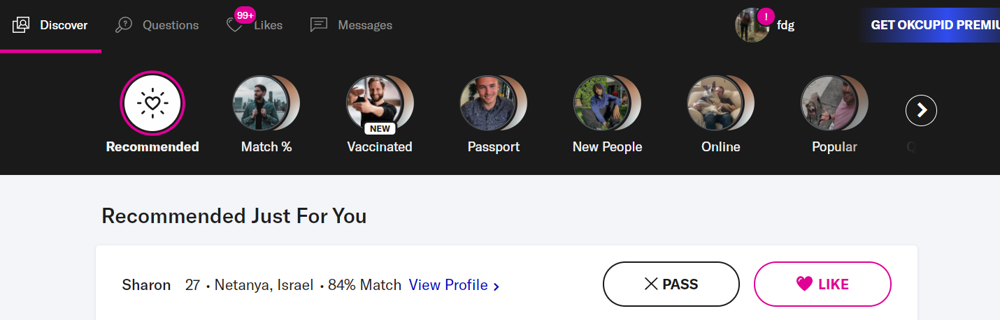 Discover
Questions
99+
Likes
Messages
!
fdg
GET OKCUPID
Recommended
Match %
NEW
Vaccinated
Passport
New People
Online
Popular
Q
Recommended Just For You
Sharon 27 • Netanya, Israel • 84% Match View Profile >
PASS
LIKE